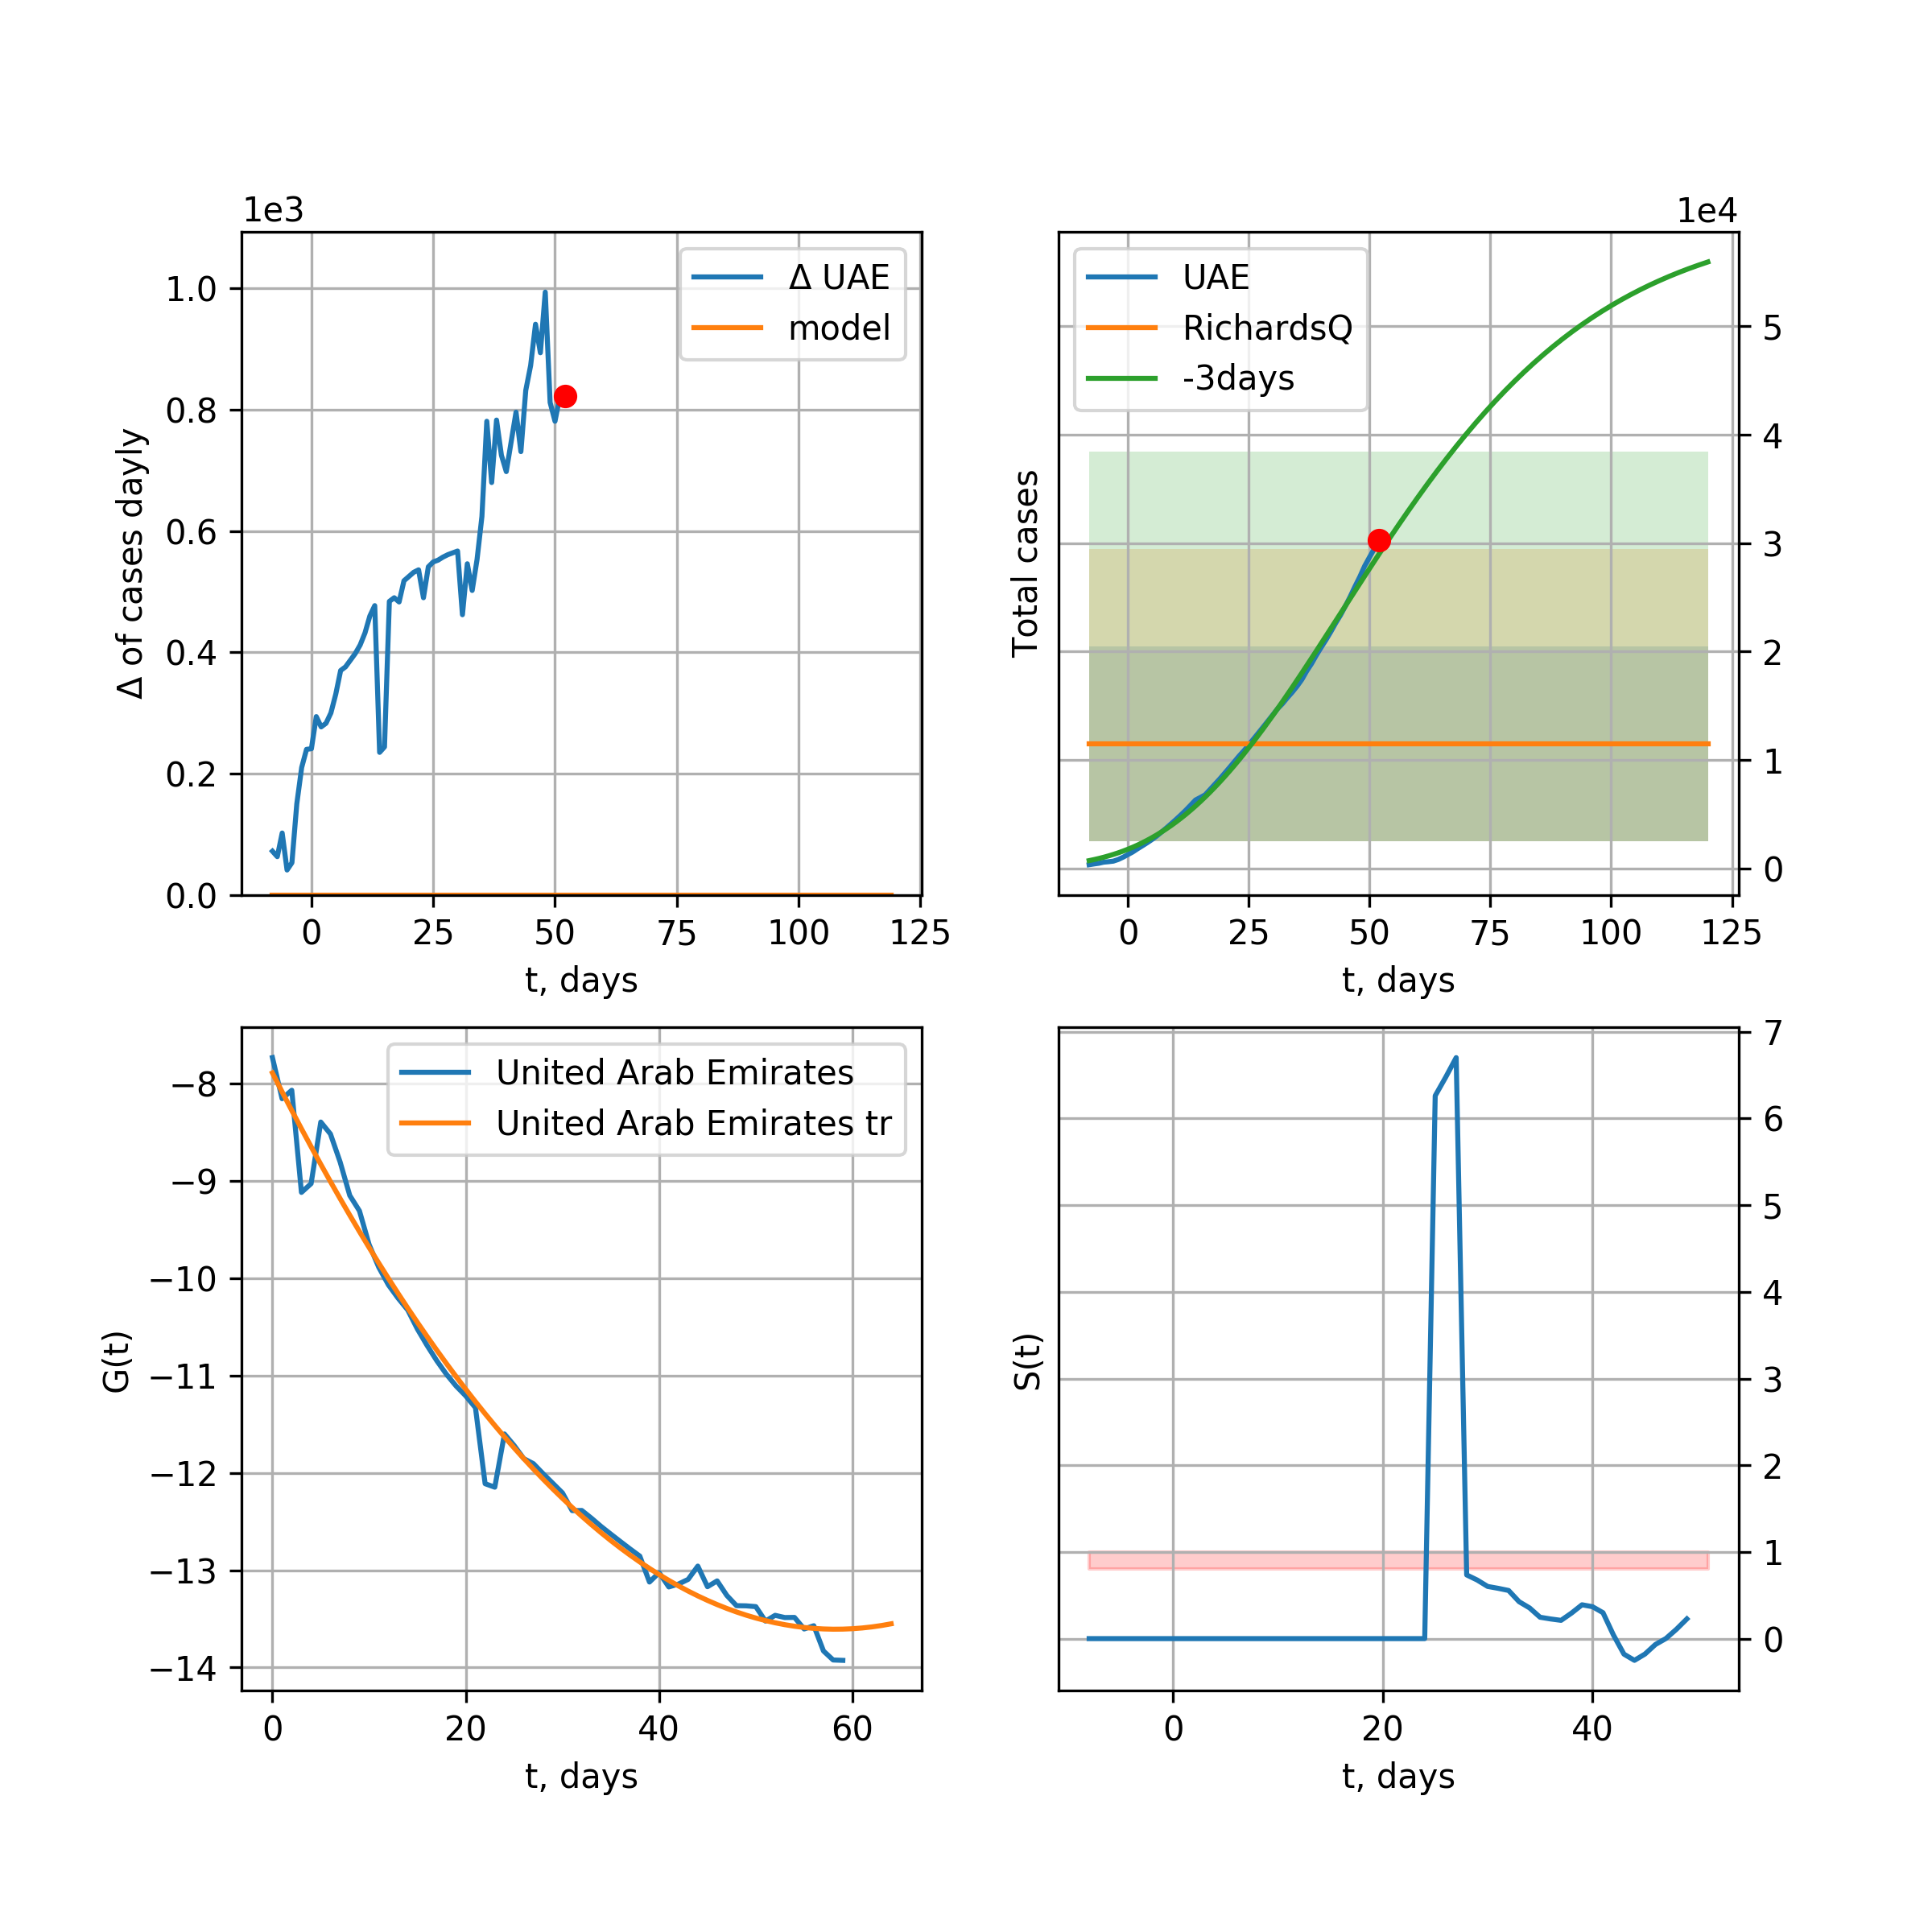 1e3
1.0
0.8
0.6
0.4
0.2
0.0
Δ of cases dayly
Δ UAE
model
0
25
50
75
100
125
t, days
1e4
Total cases
UAE
RichardsQ
-3days
5
4
3
2
1
0
0
25
50
75
100
125
t, days
G(t)
−8
−9
−10
−11
−12
−13
−14
United Arab Emirates
United Arab Emirates tr
0
20
40
60
t, days
S(t)
7
6
5
4
3
2
1
0
0
20
40
t, days